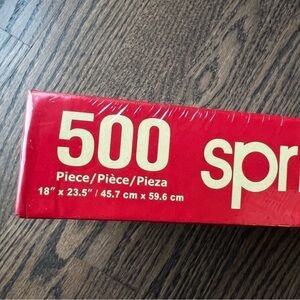 500
Piece/Pièce/Pieza
18" x 23.5" / 45.7 cm x 59.6 cm
spr